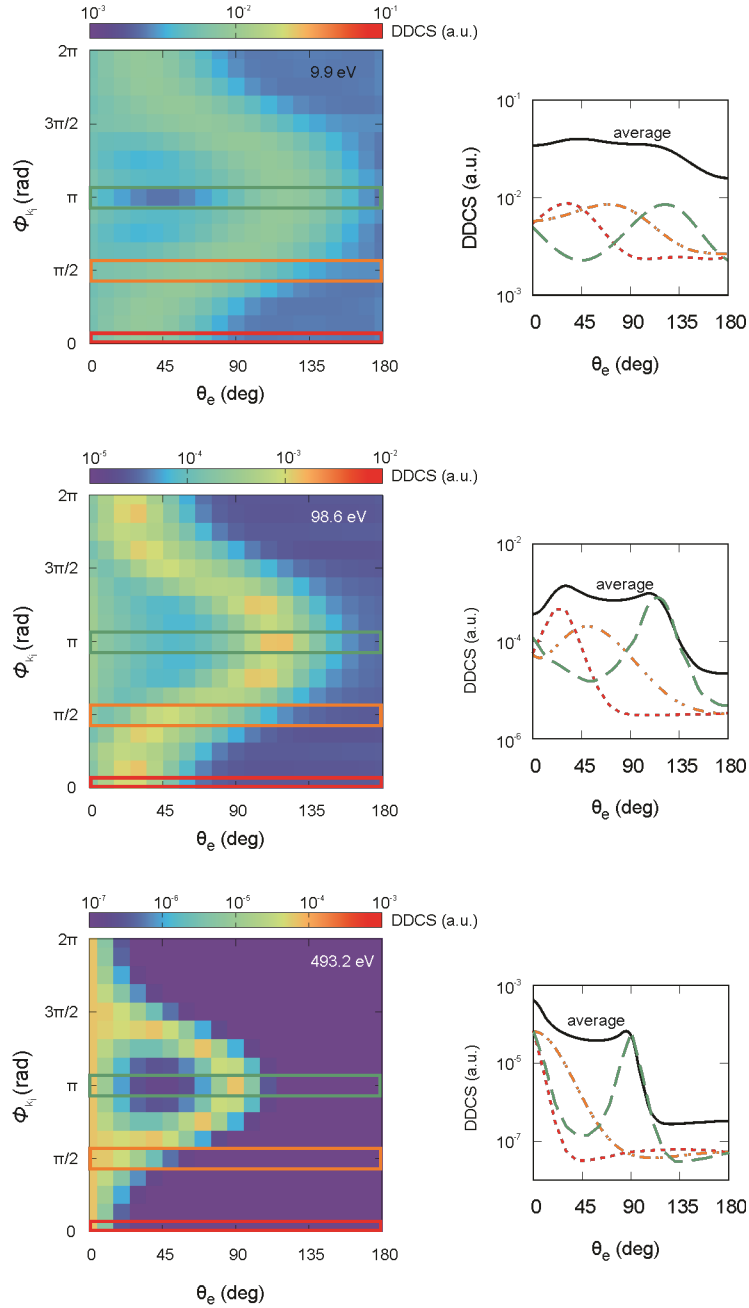 10⁻³ 10⁻² 10⁻¹
DDCS (a.u.)
2π
3π/2
π
π/2
0
ϕₖᵢ (rad)
9.9 eV
0 45 90 135 180
θₑ (deg)
10⁻¹
10⁻²
10⁻³
DDCS (a.u.)
average
0 45 90 135 180
θₑ (deg)
10⁻⁵ 10⁻⁴ 10⁻³ 10⁻²
DDCS (a.u.)
2π
3π/2
π
π/2
0
ϕₖᵢ (rad)
98.6 eV
0 45 90 135 180
θₑ (deg)
10⁻²
10⁻⁴
10⁻⁶
DDCS (a.u.)
average
0 45 90 135 180
θₑ (deg)
10⁻⁷ 10⁻⁶ 10⁻⁵ 10⁻⁴ 10⁻³
DDCS (a.u.)
2π
3π/2
π
π/2
0
ϕₖᵢ (rad)
493.2 eV
0 45 90 135 180
θₑ (deg)
10⁻³
10⁻⁵
10⁻⁷
DDCS (a.u.)
average
0 45 90 135 180
θₑ (deg)